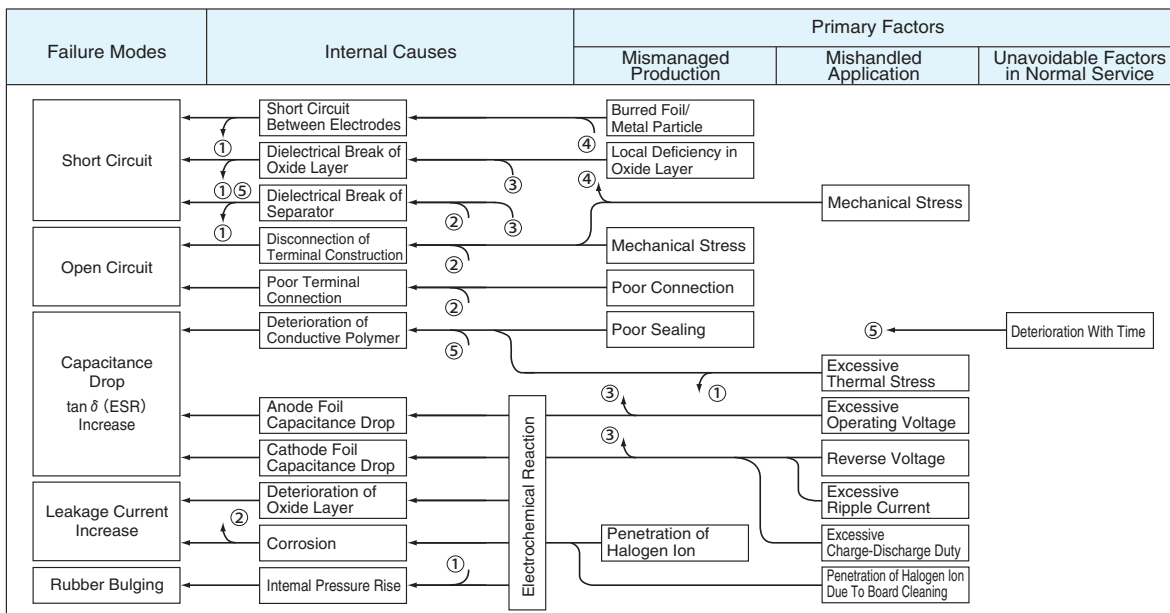 Failure Modes
Internal Causes
Primary Factors
Mismanaged
Production
Mishandled
Application
Unavoidable Factors
in Normal Service
Short Circuit
Short Circuit
Between Electrodes
①
④
Burred Foil/
Metal Particle
Dielectrical Break of
Oxide Layer
①⑤
③
Local Deficiency in
Oxide Layer
Dielectrical Break of
Separator
①
②
③
④
Mechanical Stress
Open Circuit
Disconnection of
Terminal Construction
②
Mechanical Stress
Poor Terminal
Connection
②
Poor Connection
Capacitance
Drop
tan δ (ESR)
Increase
Deterioration of
Conductive Polymer
⑤
Poor Sealing
⑤
Deterioration With Time
①
Excessive
Thermal Stress
Anode Foil
Capacitance Drop
Electrochemical Reaction
③
Excessive
Operating Voltage
Cathode Foil
Capacitance Drop
③
Reverse Voltage
Leakage Current
Increase
Deterioration of
Oxide Layer
Excessive
Ripple Current
②
Corrosion
Penetration of
Halogen Ion
Excessive
Charge-Discharge Duty
Rubber Bulging
Internal Pressure Rise
①
Penetration of Halogen Ion
Due To Board Cleaning